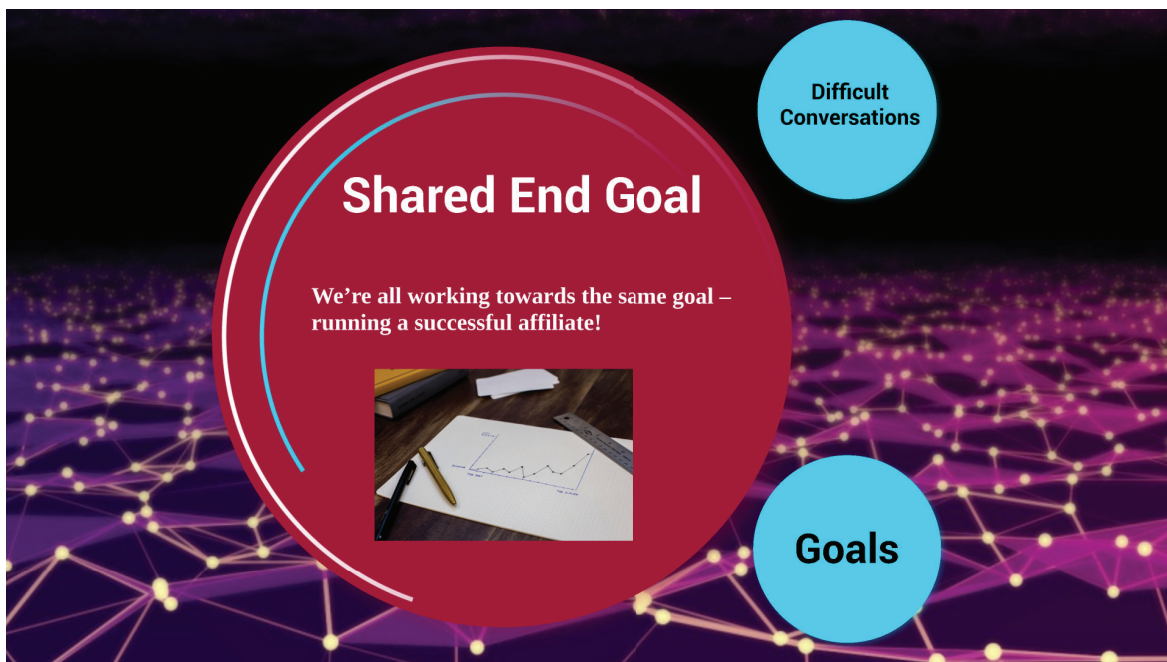 Difficult
Conversations
Shared End Goal
We're all working towards the same goal –
running a successful affiliate!
Goals